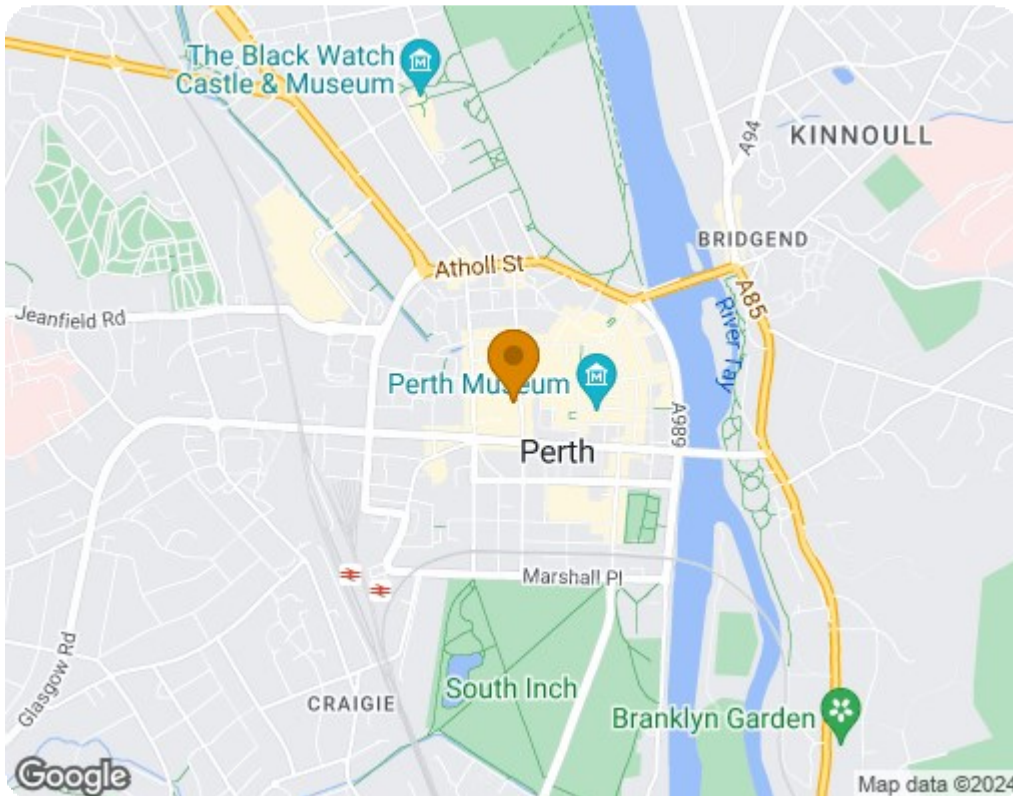 The Black Watch
Castle & Museum
A94
KINNOULL
BRIDGEND
Atholl St
A85
Jeanfield Rd
River Tay
Perth Museum
A989
Perth
Marshall Pl
Glasgow Rd
South Inch
CRAIGIE
Branklyn Garden
Google
Map data ©2024